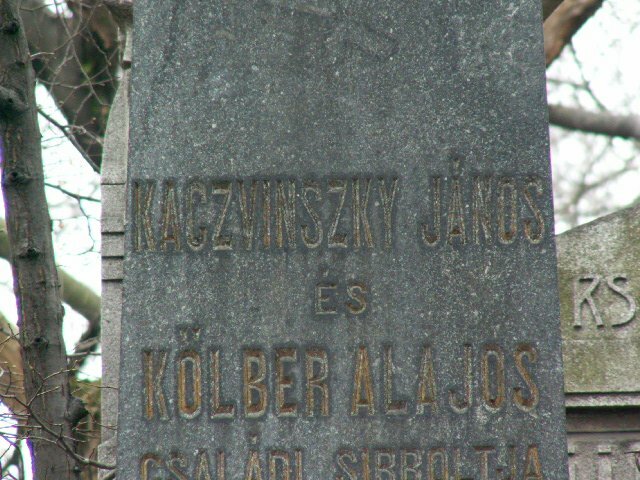 KACZVINSZKY JÁNOS
ÉS
KÖLBER ALAJOS
CSALÁDI SIRBOLTJA
KS